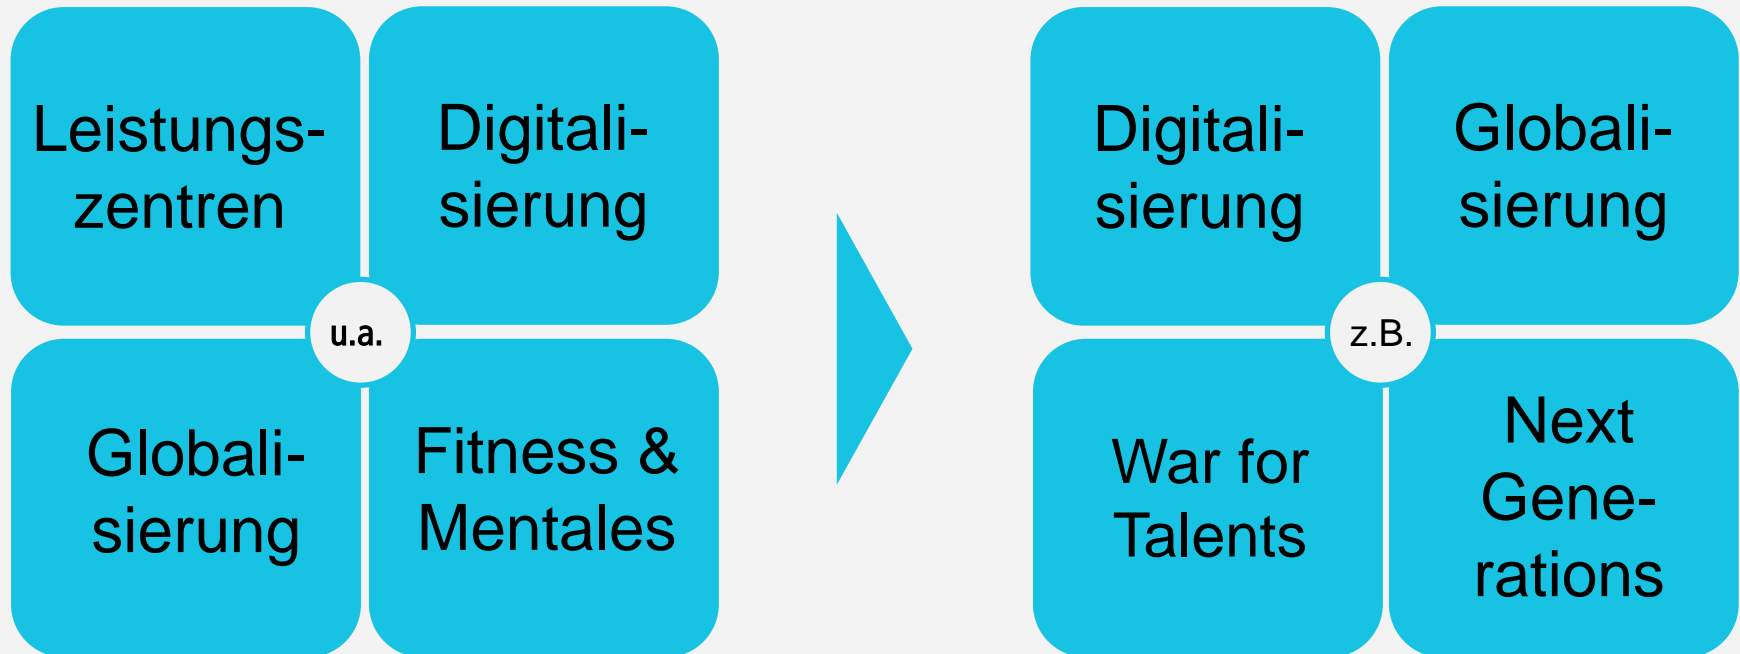 Leistungs-
zentren
Digitali-
sierung
u.a.
Globali-
sierung
Fitness &
Mentales
Digitali-
sierung
Globali-
sierung
z.B.
War for
Talents
Next
Gene-
rations